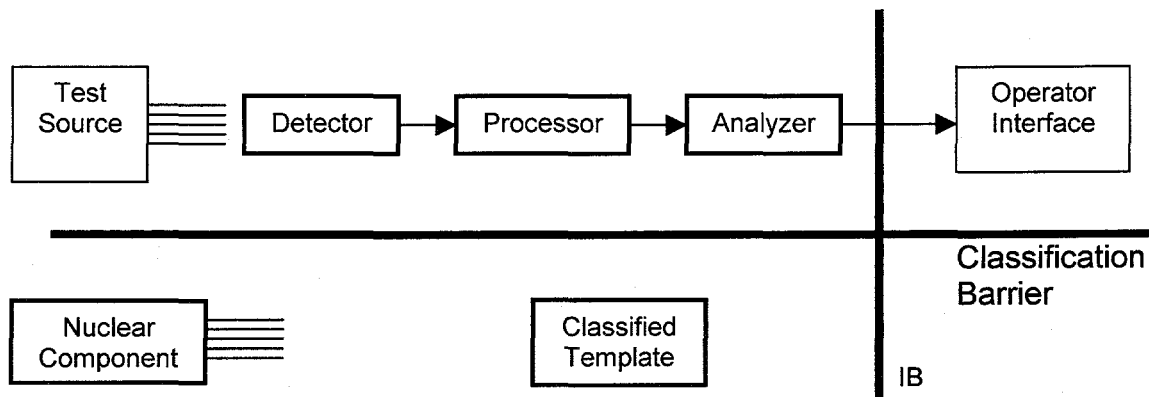 Test
Source
Detector
Processor
Analyzer
Operator
Interface
Classification
Barrier
Nuclear
Component
Classified
Template
IB